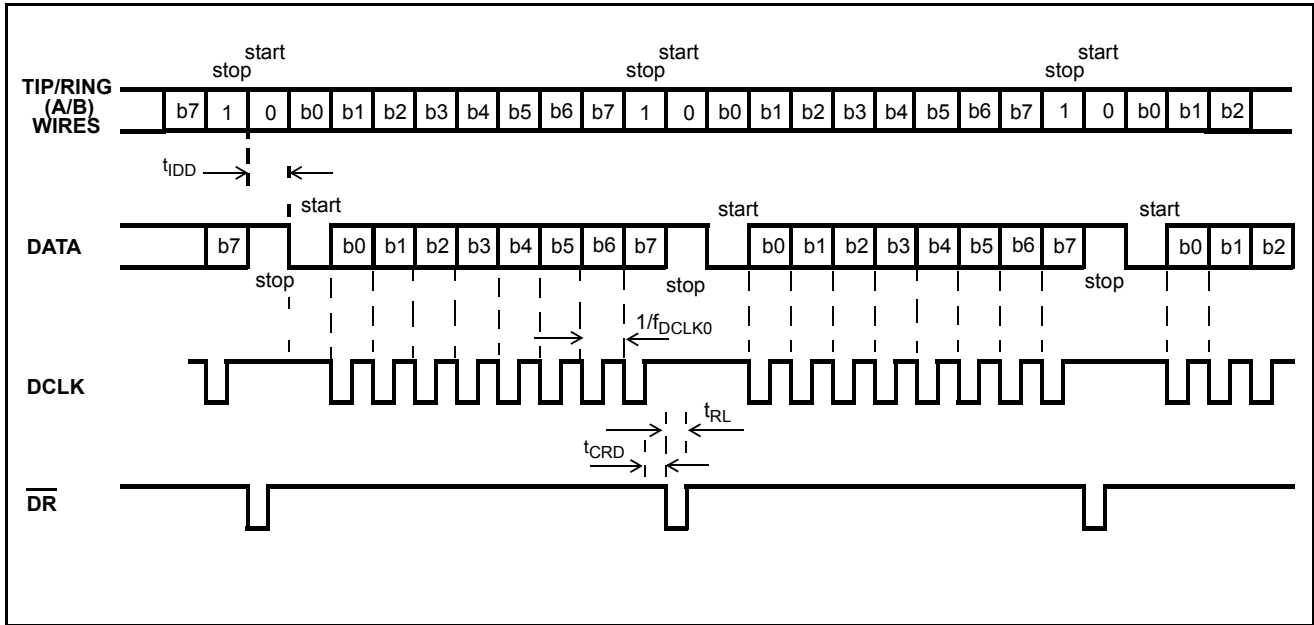 start start start
stop stop stop
TIP/RING
(A/B)
WIRES
b7 1 0 b0 b1 b2 b3 b4 b5 b6 b7 1 0 b0 b1 b2 b3 b4 b5 b6 b7 1 0 b0 b1 b2
tIDD
start start start
DATA
b7 b0 b1 b2 b3 b4 b5 b6 b7 b0 b1 b2 b3 b4 b5 b6 b7 b0 b1 b2
stop stop stop
1/fDCLK0
DCLK
tRL
tCRD
DR